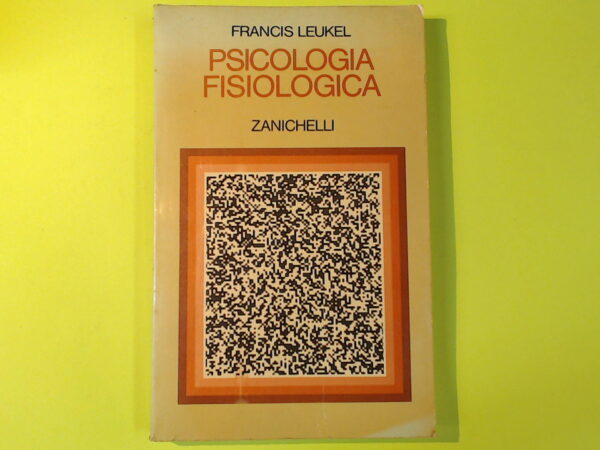 FRANCIS LEUKEL
PSICOLOGIA
FISIOLOGICA
ZANICHELLI